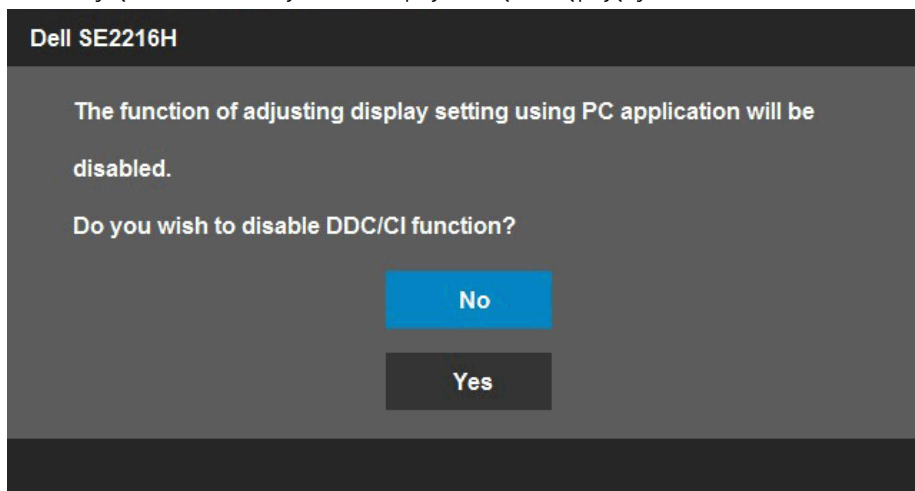 Dell SE2216H
The function of adjusting display setting using PC application will be
disabled.
Do you wish to disable DDC/CI function?
No
Yes